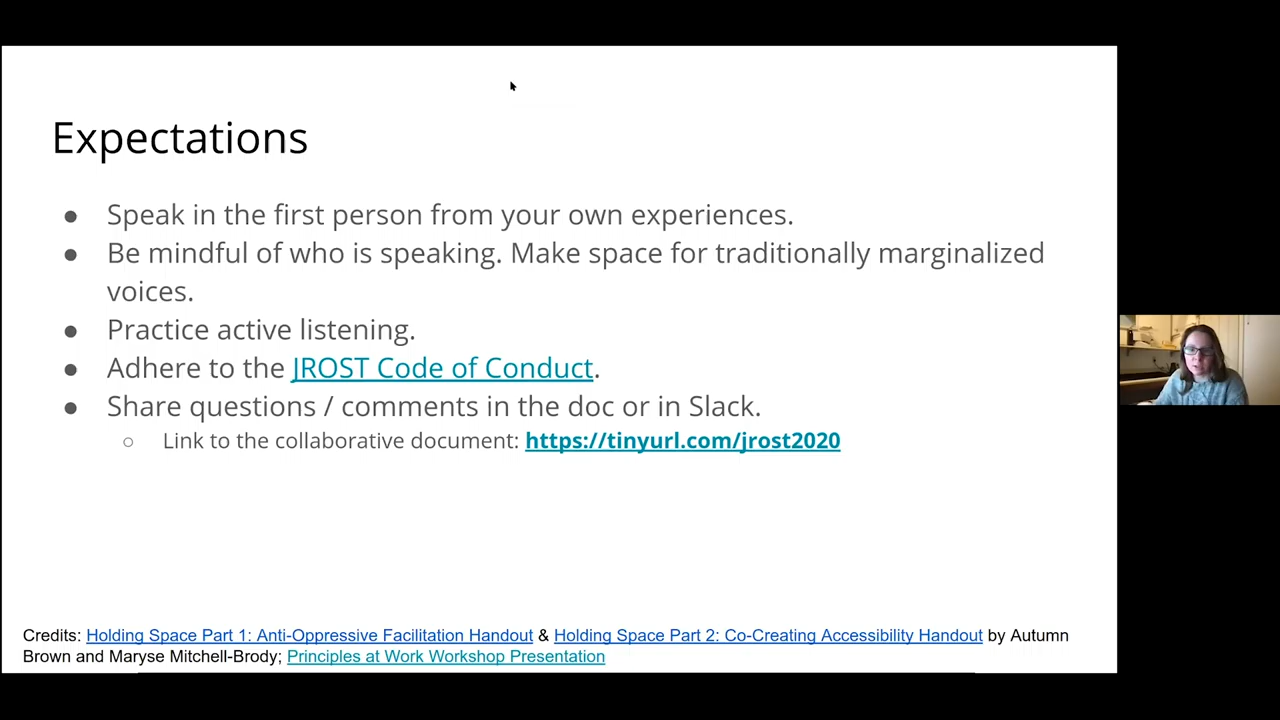 Expectations
● Speak in the first person from your own experiences.
● Be mindful of who is speaking. Make space for traditionally marginalized
voices.
● Practice active listening.
● Adhere to the JROST Code of Conduct.
● Share questions / comments in the doc or in Slack.
○ Link to the collaborative document: https://tinyurl.com/jrost2020
Credits: Holding Space Part 1: Anti-Oppressive Facilitation Handout & Holding Space Part 2: Co-Creating Accessibility Handout by Autumn
Brown and Maryse Mitchell-Brody; Principles at Work Workshop Presentation